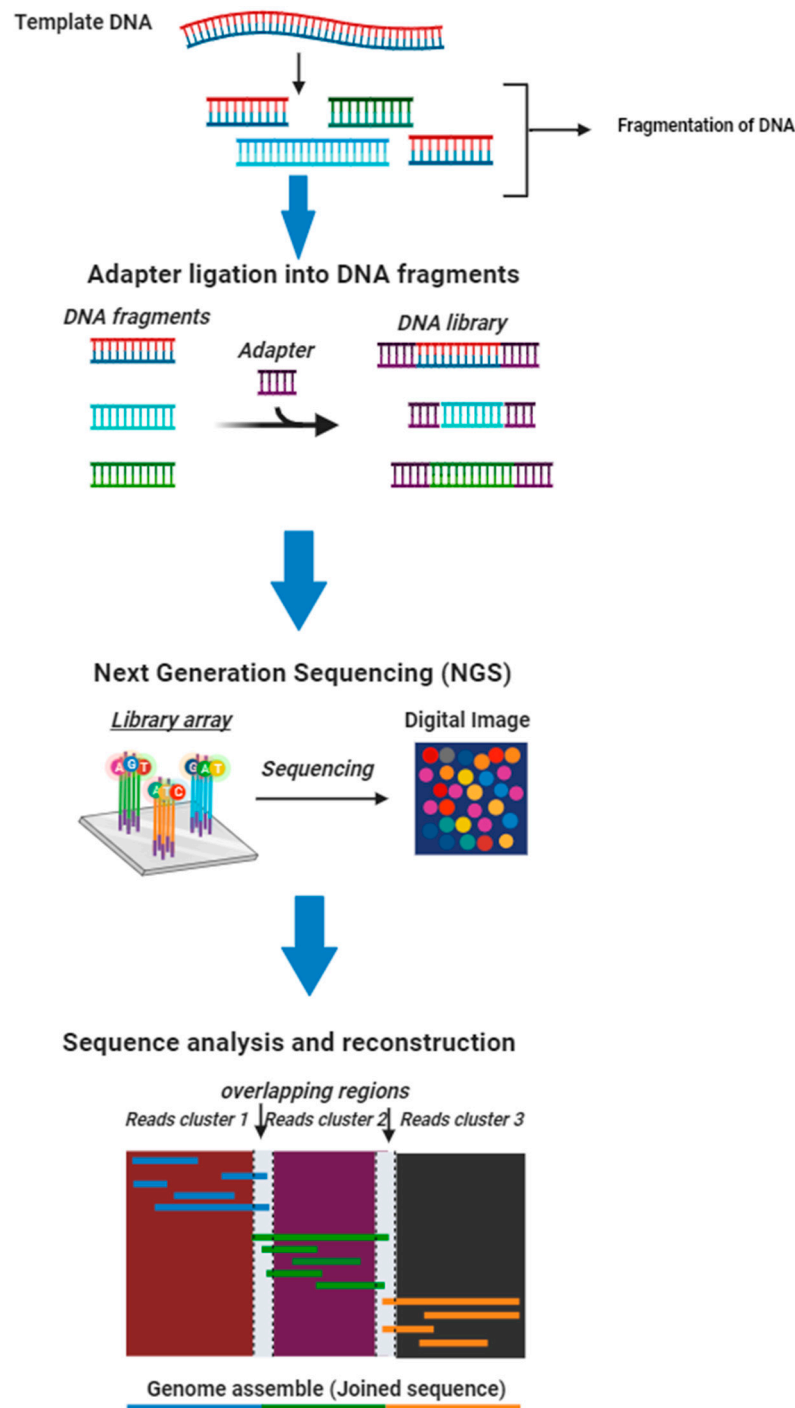 Template DNA
Fragmentation of DNA
Adapter ligation into DNA fragments
DNA fragments
Adapter
DNA library
Next Generation Sequencing (NGS)
Library array
Digital Image
Sequencing
A G T
G A T
A T C
Sequence analysis and reconstruction
overlapping regions
Reads cluster 1
Reads cluster 2
Reads cluster 3
Genome assemble (Joined sequence)